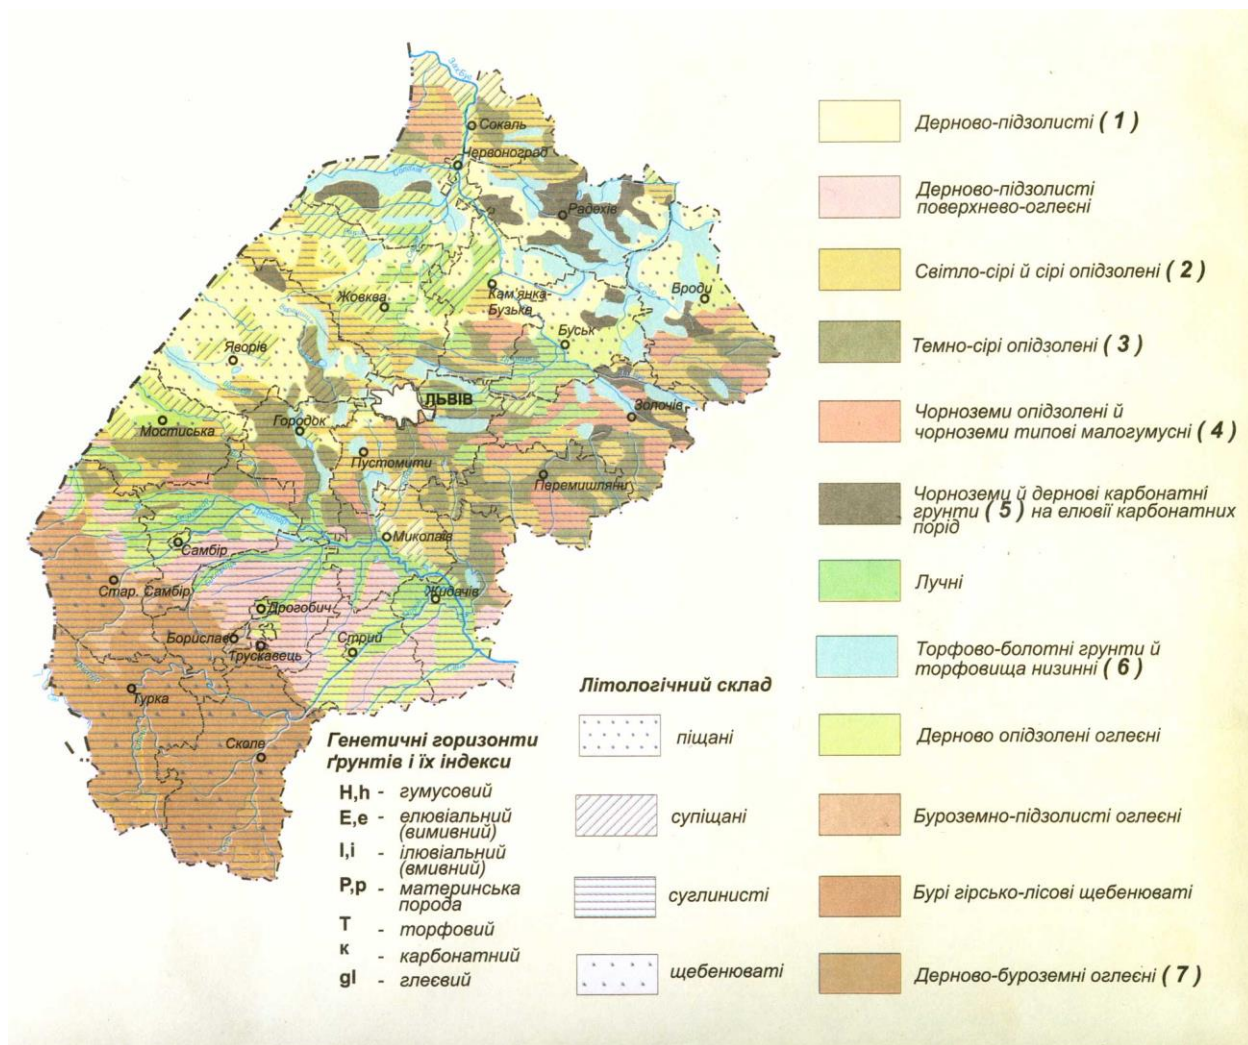 Зах.Буг
Сокаль
Червоноград
Радехів
Броди
Жовква
Кам'янка-
Бузька
Буськ
Яворів
ЛЬВІВ
Золочів
Мостиська
Городок
Пустомити
Перемишляни
Миколаїв
Самбір
Стар. Самбір
Дрогобич
Жидачів
Борислав
Трускавець
Стрий
Турка
Сколе
Дерново-підзолисті ( 1 )
Дерново-підзолисті
поверхнево-оглеєні
Світло-сірі й сірі опідзолені ( 2 )
Темно-сірі опідзолені ( 3 )
Чорноземи опідзолені й
чорноземи типові малогумусні ( 4 )
Чорноземи й дернові карбонатні
грунти ( 5 ) на елювії карбонатних
порід
Лучні
Торфово-болотні грунти й
торфовища низинні ( 6 )
Дерново опідзолені оглеєні
Буроземно-підзолисті оглеєні
Бурі гірсько-лісові щебенюваті
Дерново-буроземні оглеєні ( 7 )
Літологічний склад
піщані
супіщані
суглинисті
щебенюваті
Генетичні горизонти
ґрунтів і їх індекси
H,h - гумусовий
E,e - елювіальний
(вимивний)
I,i - ілювіальний
(вмивний)
P,p - материнська
порода
T - торфовий
к - карбонатний
gl - глеєвий